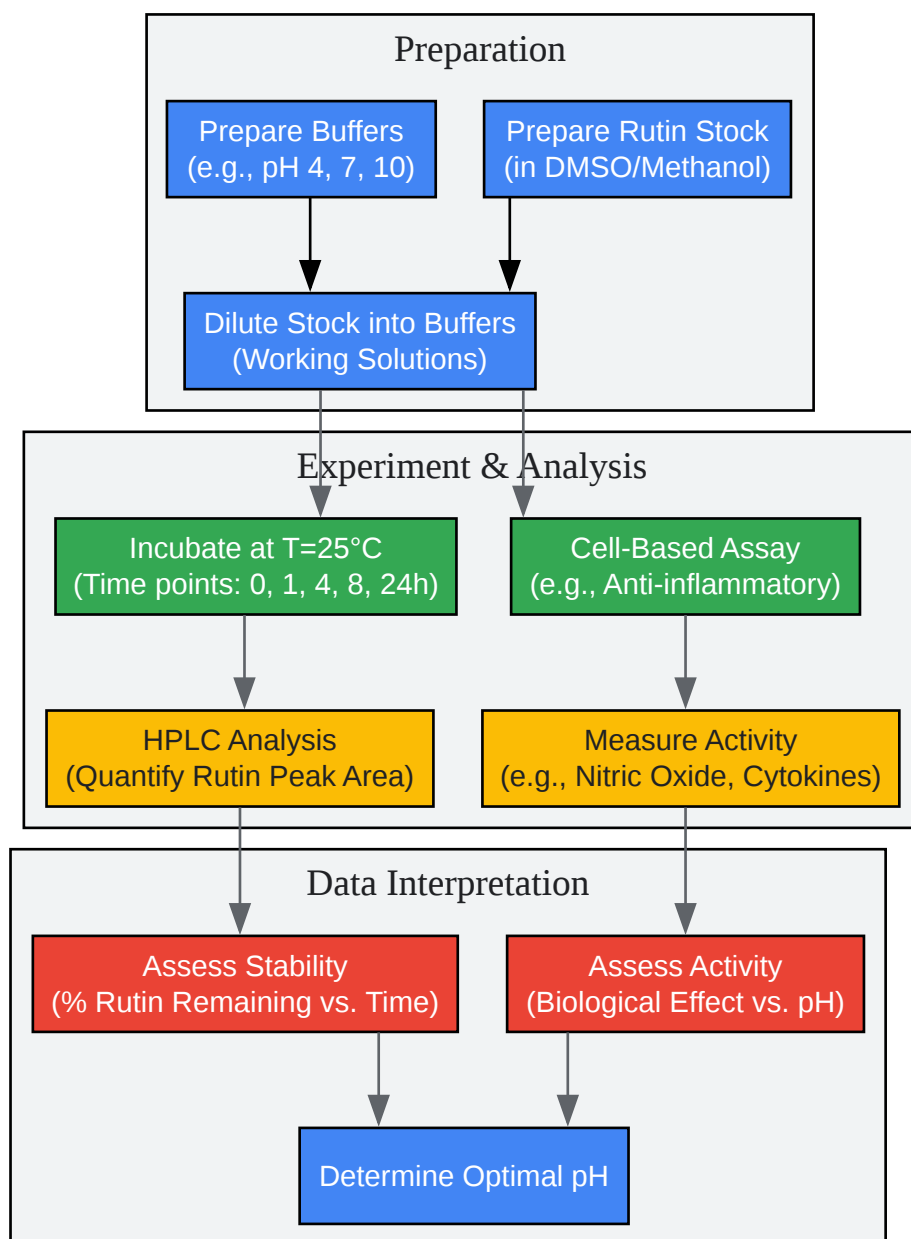 Preparation
Prepare Buffers
(e.g., pH 4, 7, 10)
Prepare Rutin Stock
(in DMSO/Methanol)
Dilute Stock into Buffers
(Working Solutions)
Experiment & Analysis
Incubate at T=25°C
(Time points: 0, 1, 4, 8, 24h)
Cell-Based Assay
(e.g., Anti-inflammatory)
HPLC Analysis
(Quantify Rutin Peak Area)
Measure Activity
(e.g., Nitric Oxide, Cytokines)
Data Interpretation
Assess Stability
(% Rutin Remaining vs. Time)
Assess Activity
(Biological Effect vs. pH)
Determine Optimal pH